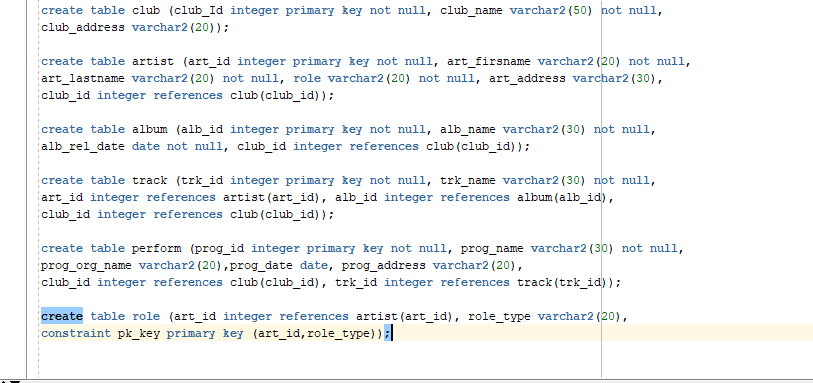 create table club (club_Id integer primary key not null, club_name varchar2(50) not null,
club_address varchar2(20));
create table artist (art_id integer primary key not null, art_firsname varchar2(20) not null,
art_lastname varchar2(20) not null, role varchar2(20) not null, art_address varchar2(30),
club_id integer references club(club_id));
create table album (alb_id integer primary key not null, alb_name varchar2(30) not null,
alb_rel_date date not null, club_id integer references club(club_id));
create table track (trk_id integer primary key not null, trk_name varchar2(30) not null,
art_id integer references artist(art_id), alb_id integer references album(alb_id),
club_id integer references club(club_id));
create table perform (prog_id integer primary key not null, prog_name varchar2(30) not null,
prog_org_name varchar2(20),prog_date date, prog_address varchar2(20),
club_id integer references club(club_id), trk_id integer references track(trk_id));
create table role (art_id integer references artist(art_id), role_type varchar2(20),
constraint pk_key primary key (art_id,role_type));